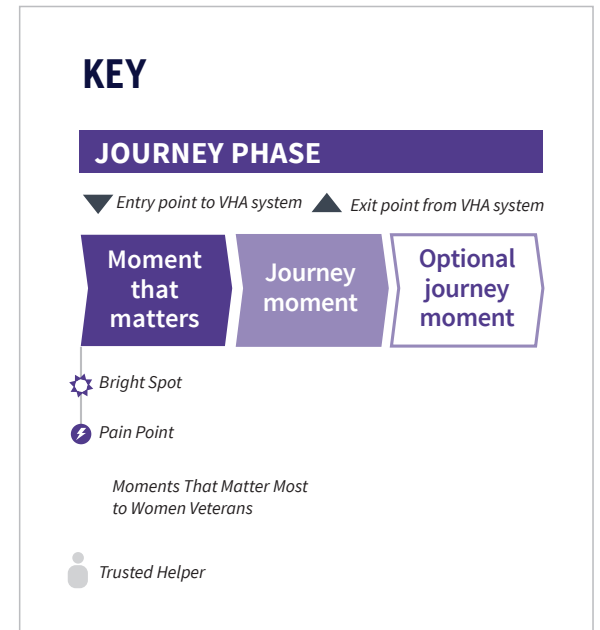 KEY
JOURNEY PHASE
Entry point to VHA system
Exit point from VHA system
Moment
that
matters
Journey
moment
Optional
journey
moment
Bright Spot
Pain Point
Moments That Matter Most
to Women Veterans
Trusted Helper